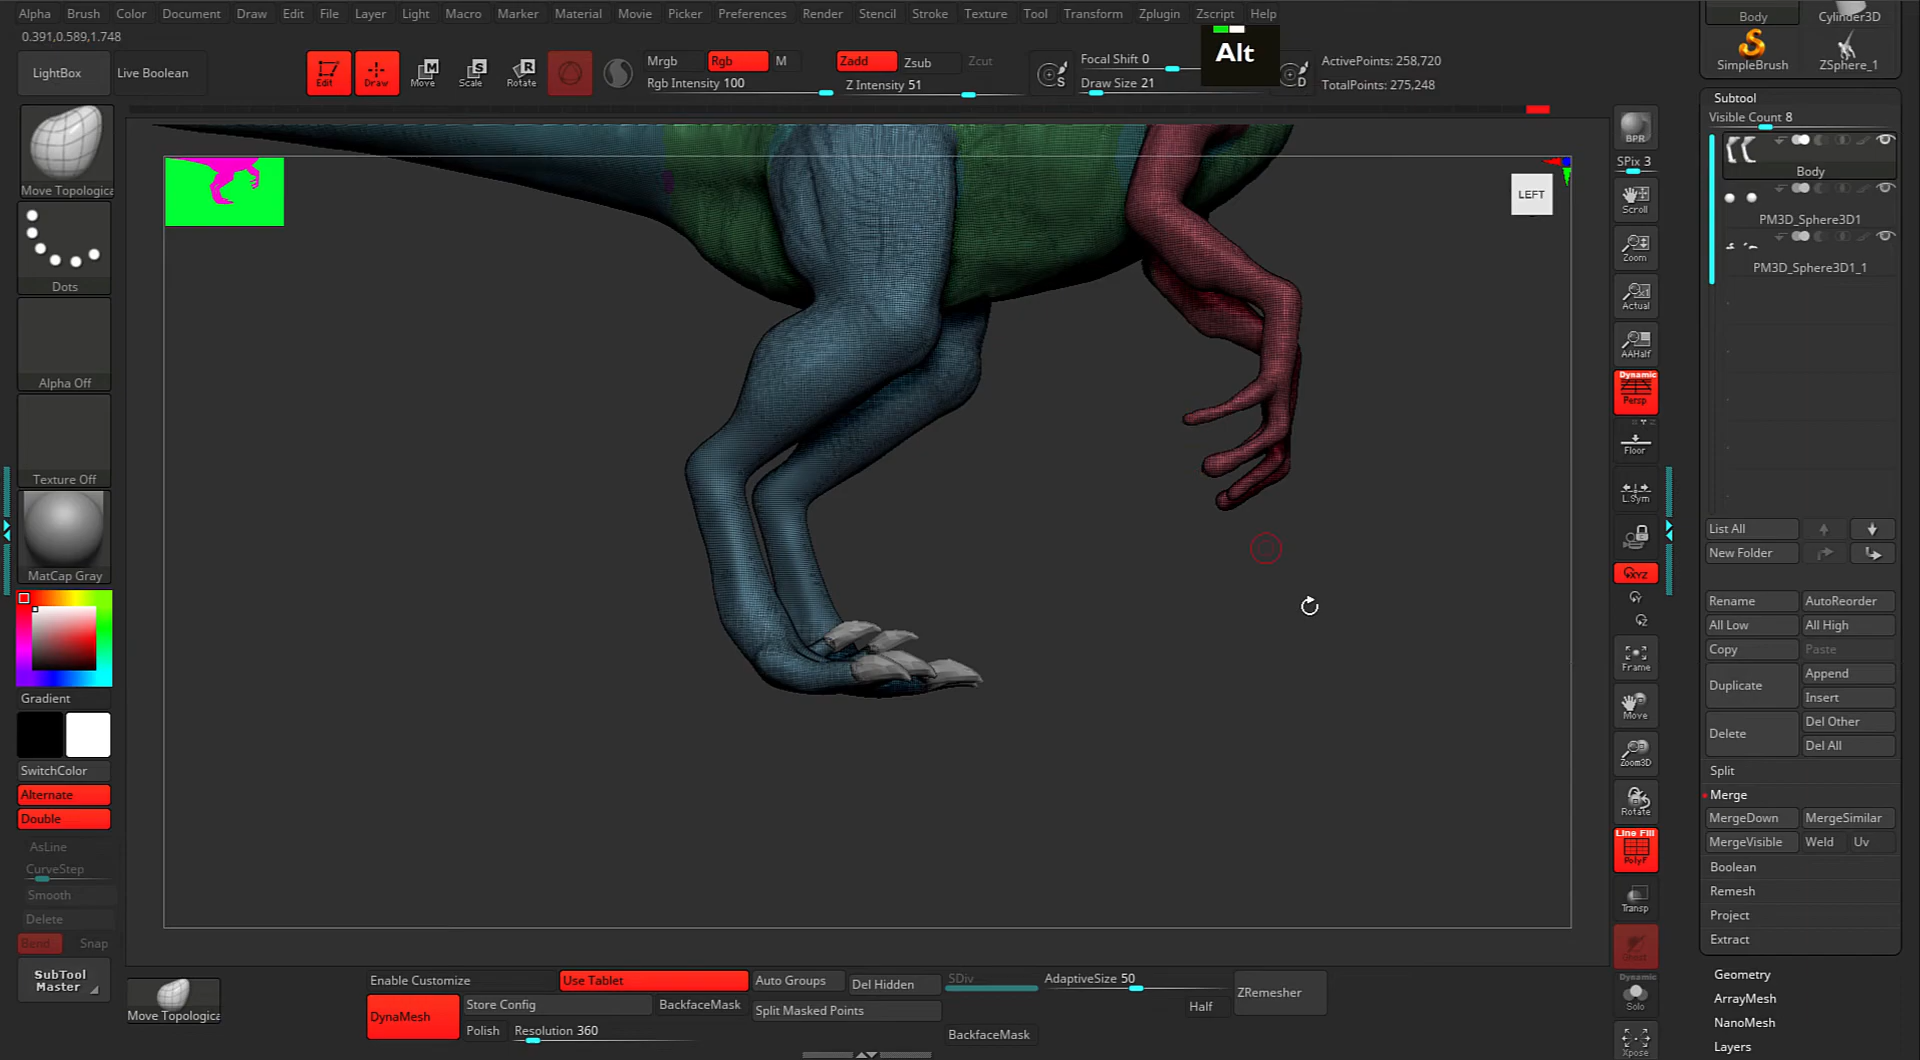 Alpha Brush Color Document Draw Edit File Layer Light Macro Marker Material Movie Picker Preferences Render Stencil Stroke Texture Tool Transform Zplugin Zscript Help
0.391,0.589,1.748
LightBox
Live Boolean
Edit
Draw
Move
Scale
Rotate
Mrgb Rgb M
Rgb Intensity 100
Zadd Zsub Zcut
Z Intensity 51
S
Focal Shift 0
Draw Size 21
Alt
D
ActivePoints: 258,720
TotalPoints: 275,248
Move Topologica
Dots
Alpha Off
Texture Off
MatCap Gray
Gradient
SwitchColor
Alternate
Double
AsLine
CurveStep
Smooth
Delete
Bend Snap
SubTool
Master
LEFT
Move Topologica
Enable Customize
Use Tablet
Auto Groups
Del Hidden
SDiv
AdaptiveSize 50
DynaMesh
Store Config
BackfaceMask
Split Masked Points
Half
ZRemesher
Polish
Resolution 360
BackfaceMask
BPR
SPix 3
Scroll
Zoom
Actual
AAHalf
Dynamic
Persp
Floor
L.Sym
XYZ
Frame
Move
Zoom3D
Rotate
Line Fill
PolyF
Transp
Ghost
Dynamic
Solo
Xpose
Body
Cylinder3D
SimpleBrush
ZSphere_1
Subtool
Visible Count 8
Body
PM3D_Sphere3D1
PM3D_Sphere3D1_1
List All
New Folder
Rename AutoReorder
All Low All High
Copy Paste
Duplicate
Append
Insert
Delete
Del Other
Del All
Split
Merge
MergeDown MergeSimilar
MergeVisible Weld Uv
Boolean
Remesh
Project
Extract
Geometry
ArrayMesh
NanoMesh
Layers